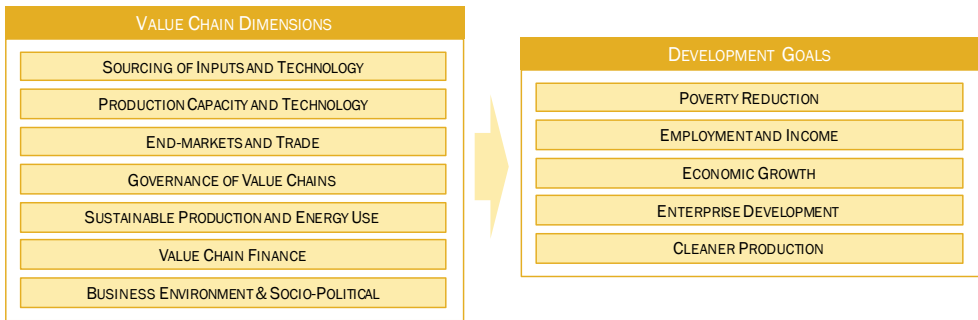 VALUE CHAIN DIMENSIONS
SOURCING OF INPUTS AND TECHNOLOGY
PRODUCTION CAPACITY AND TECHNOLOGY
END-MARKETS AND TRADE
GOVERNANCE OF VALUE CHAINS
SUSTAINABLE PRODUCTION AND ENERGY USE
VALUE CHAIN FINANCE
BUSINESS ENVIRONMENT & SOCIO-POLITICAL
DEVELOPMENT GOALS
POVERTY REDUCTION
EMPLOYMENT AND INCOME
ECONOMIC GROWTH
ENTERPRISE DEVELOPMENT
CLEANER PRODUCTION